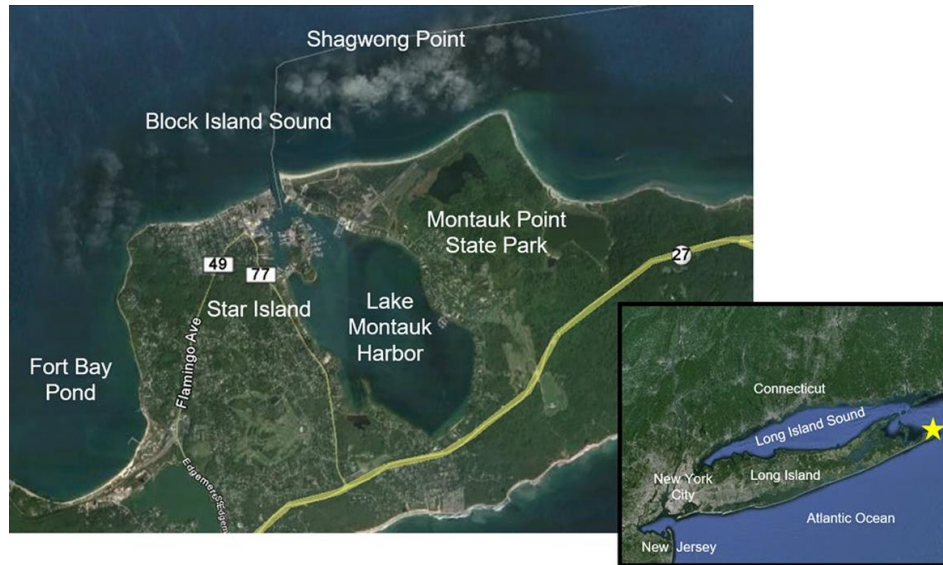 Shagwong Point
Block Island Sound
Montauk Point
State Park
27
49
77
Star Island
Lake
Montauk
Harbor
Flamingo Ave
Fort Bay
Pond
Connecticut
Long Island Sound
New York
City
Long Island
Atlantic Ocean
New Jersey